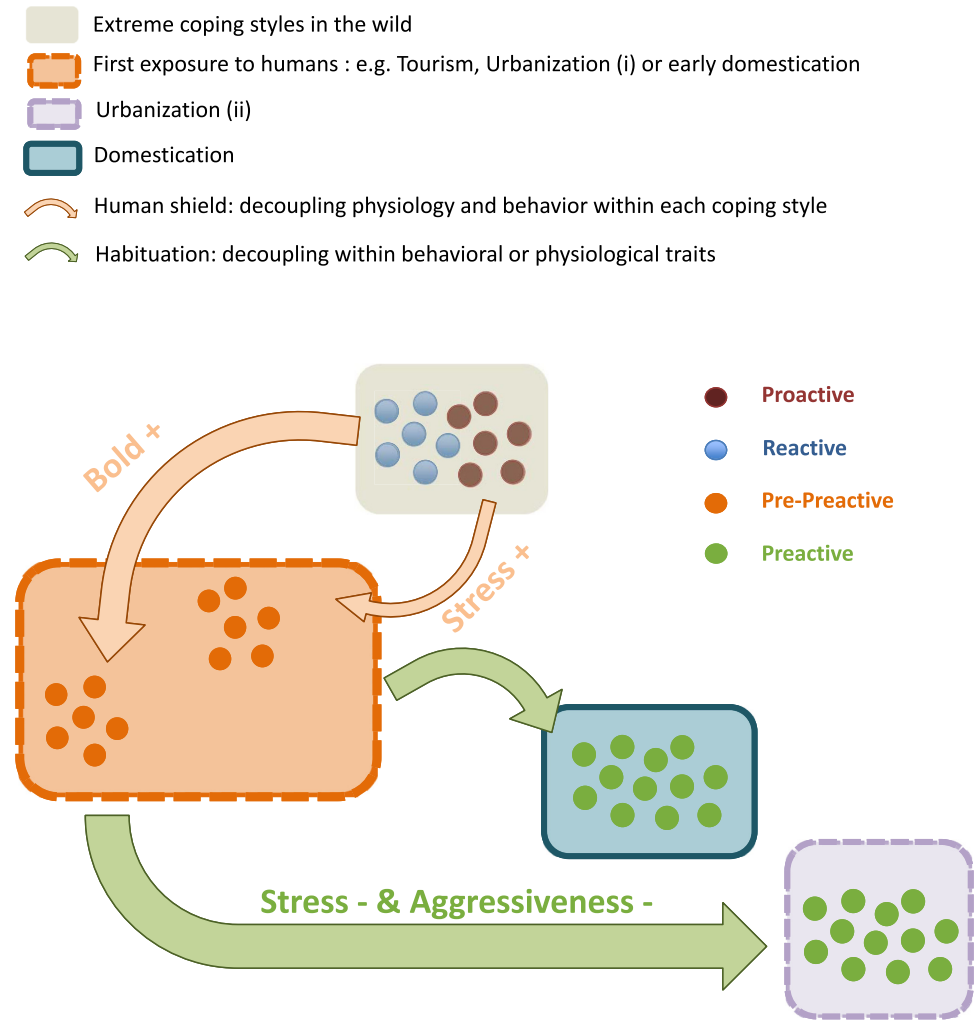 Extreme coping styles in the wild
First exposure to humans : e.g. Tourism, Urbanization (i) or early domestication
Urbanization (ii)
Domestication
Human shield: decoupling physiology and behavior within each coping style
Habituation: decoupling within behavioral or physiological traits
Proactive
Reactive
Pre-Preactive
Preactive
Bold +
Stress +
Stress - & Aggressiveness -